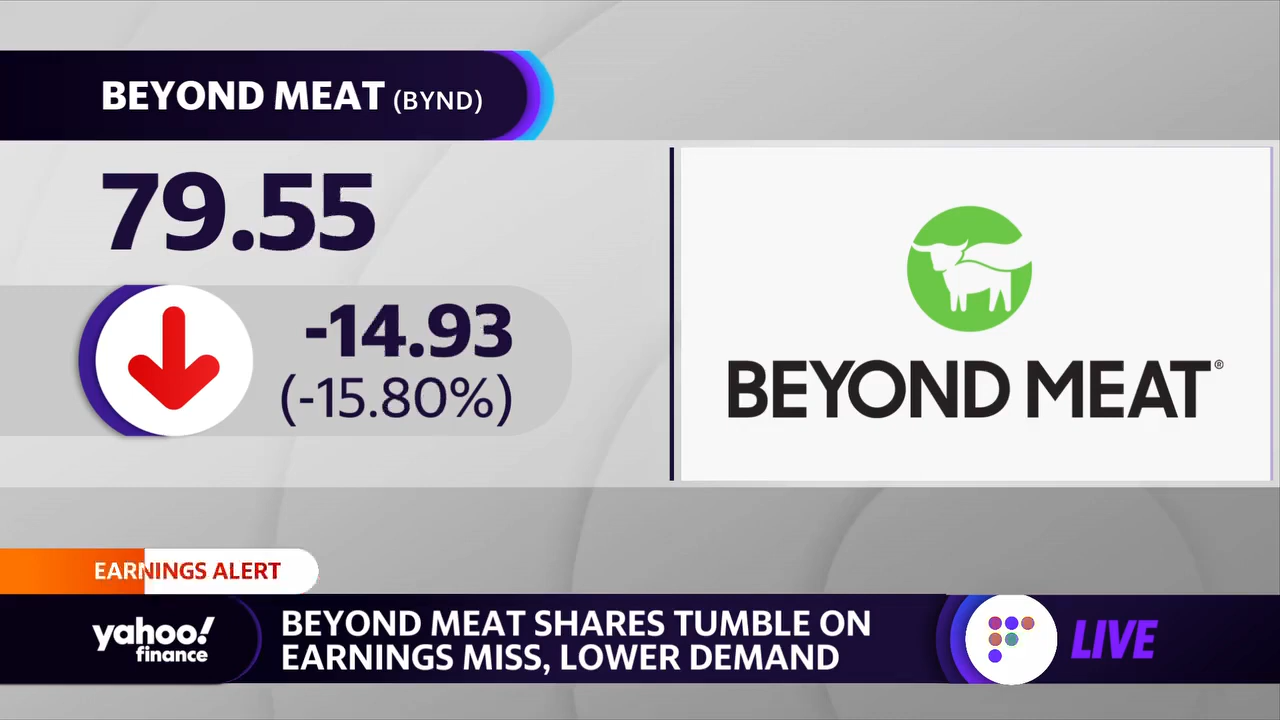 BEYOND MEAT (BYND)
79.55
-14.93
(-15.80%)
BEYOND MEAT®
EARNINGS ALERT
yahoo!
finance
BEYOND MEAT SHARES TUMBLE ON
EARNINGS MISS, LOWER DEMAND
LIVE